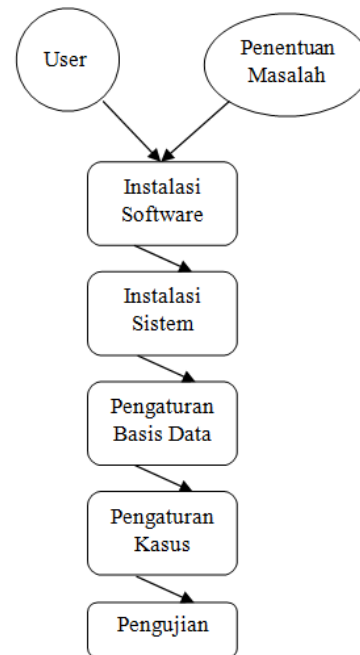 User
Penentuan
Masalah
Instalasi
Software
Instalasi
Sistem
Pengaturan
Basis Data
Pengaturan
Kasus
Pengujian